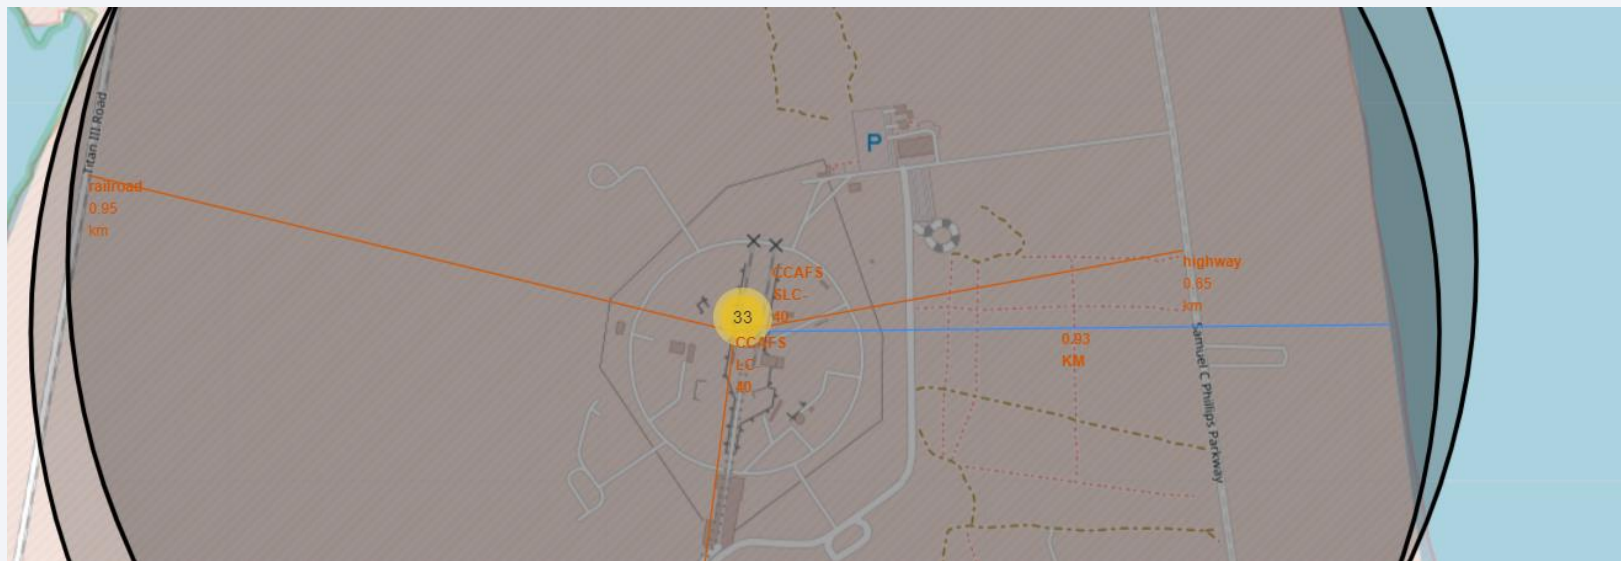 Titan III Road
railroad
0.95
km
P
CCAFS
SLC-
40
33
CCAFS
LC-
40
highway
0.65
km
0.93
KM
Samuel C Phillips Parkway